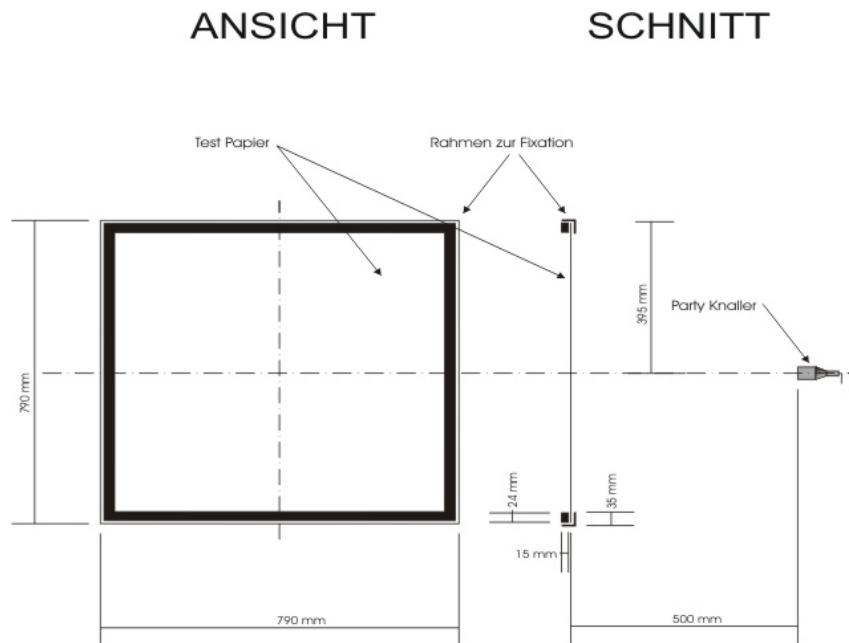 ANSICHT
SCHNITT
Test Papier
Rahmen zur Fixation
395 mm
Party Knaller
790 mm
24 mm
35 mm
15 mm
790 mm
500 mm